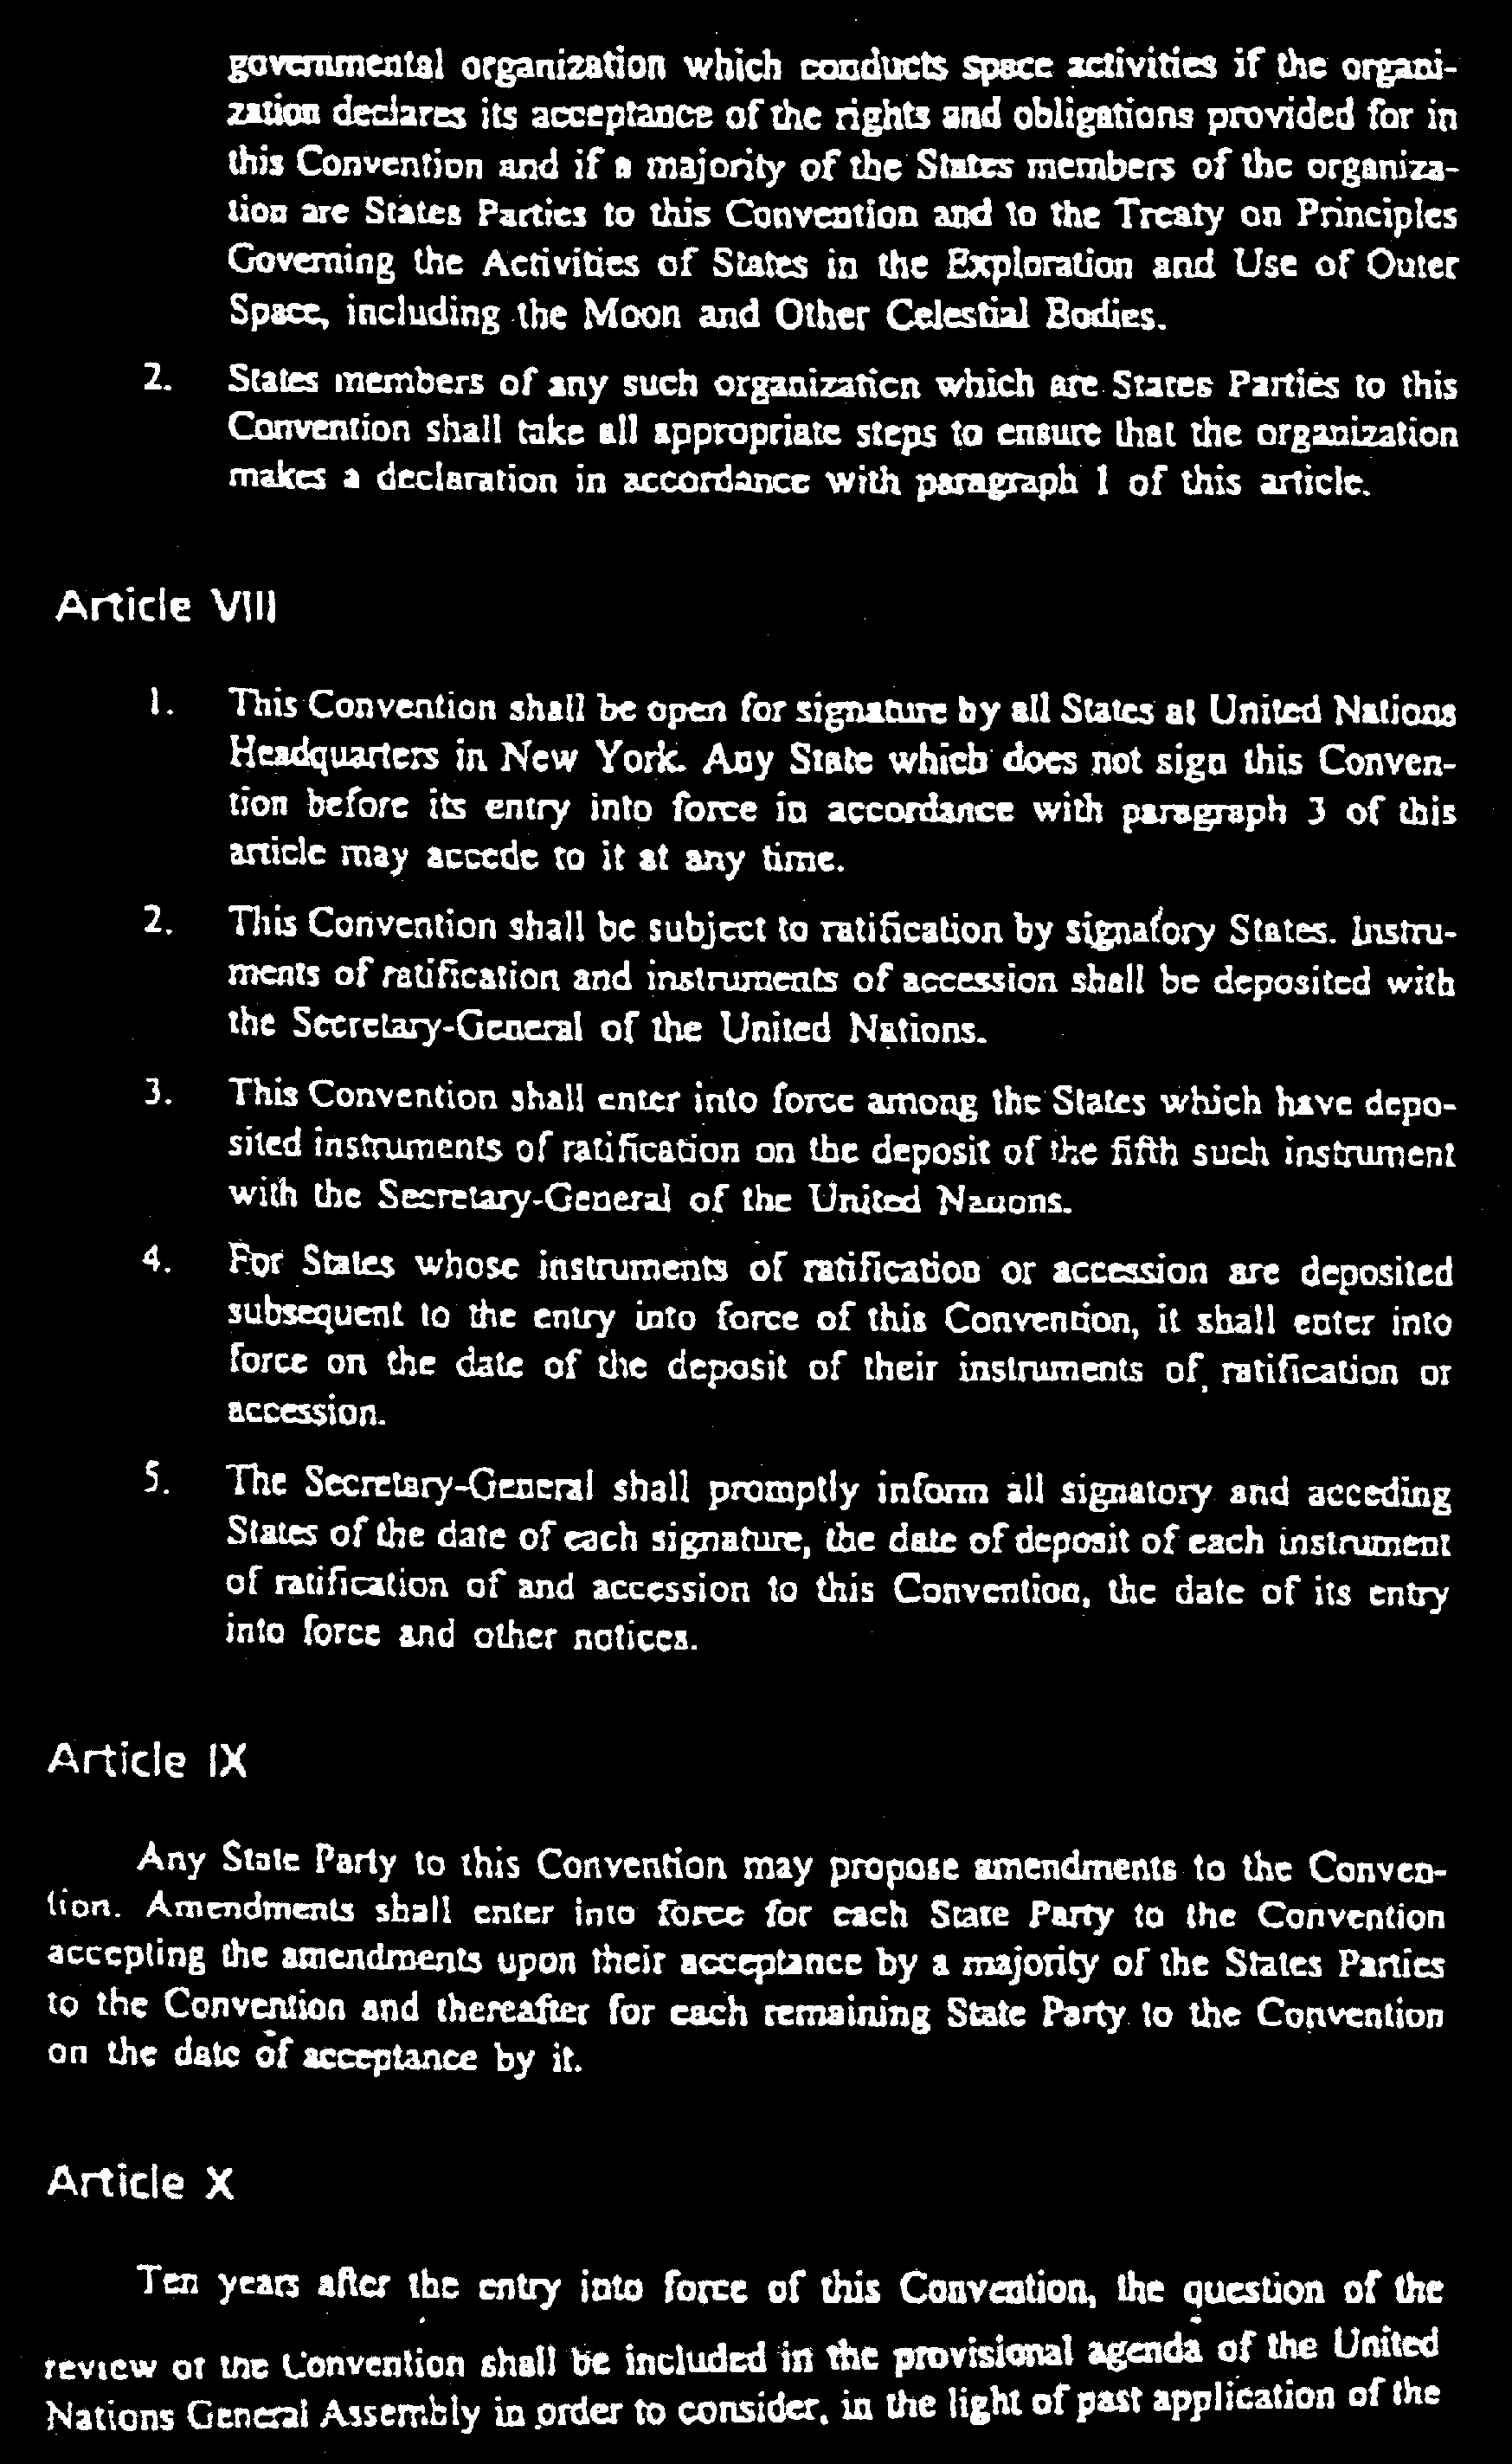 governmental organization which conducts space activities if the organi-
zation declares its acceptance of the rights and obligations provided for in
this Convention and if a majority of the States members of the organiza-
tion are States Parties to this Convention and to the Treaty on Principles
Governing the Activities of States in the Exploration and Use of Outer
Space, including the Moon and Other Celestial Bodies.
2. States members of any such organization which are States Parties to this
Convention shall take all appropriate steps to ensure that the organization
makes a declaration in accordance with paragraph 1 of this article.
Article VIII
1. This Convention shall be open for signature by all States at United Nations
Headquarters in New York. Any State which does not sign this Conven-
tion before its entry into force in accordance with paragraph 3 of this
article may accede to it at any time.
2. This Convention shall be subject to ratification by signatory States. Instru-
ments of ratification and instruments of accession shall be deposited with
the Secretary-General of the United Nations.
3. This Convention shall enter into force among the States which have depo-
sited instruments of ratification on the deposit of the fifth such instrument
with the Secretary-General of the United Nations.
4. For States whose instruments of ratification or accession are deposited
subsequent to the entry into force of this Convention, it shall enter into
force on the date of the deposit of their instruments of ratification or
accession.
5. The Secretary-General shall promptly inform all signatory and acceding
States of the date of each signature, the date of deposit of each instrument
of ratification of and accession to this Convention, the date of its entry
into force and other notices.
Article IX
Any State Party to this Convention may propose amendments to the Conven-
tion. Amendments shall enter into force for each State Party to the Convention
accepting the amendments upon their acceptance by a majority of the States Parties
to the Convention and thereafter for each remaining State Party to the Convention
on the date of acceptance by it.
Article X
Ten years after the entry into force of this Convention, the question of the
review of the Convention shall be included in the provisional agenda of the United
Nations General Assembly in order to consider, in the light of past application of the